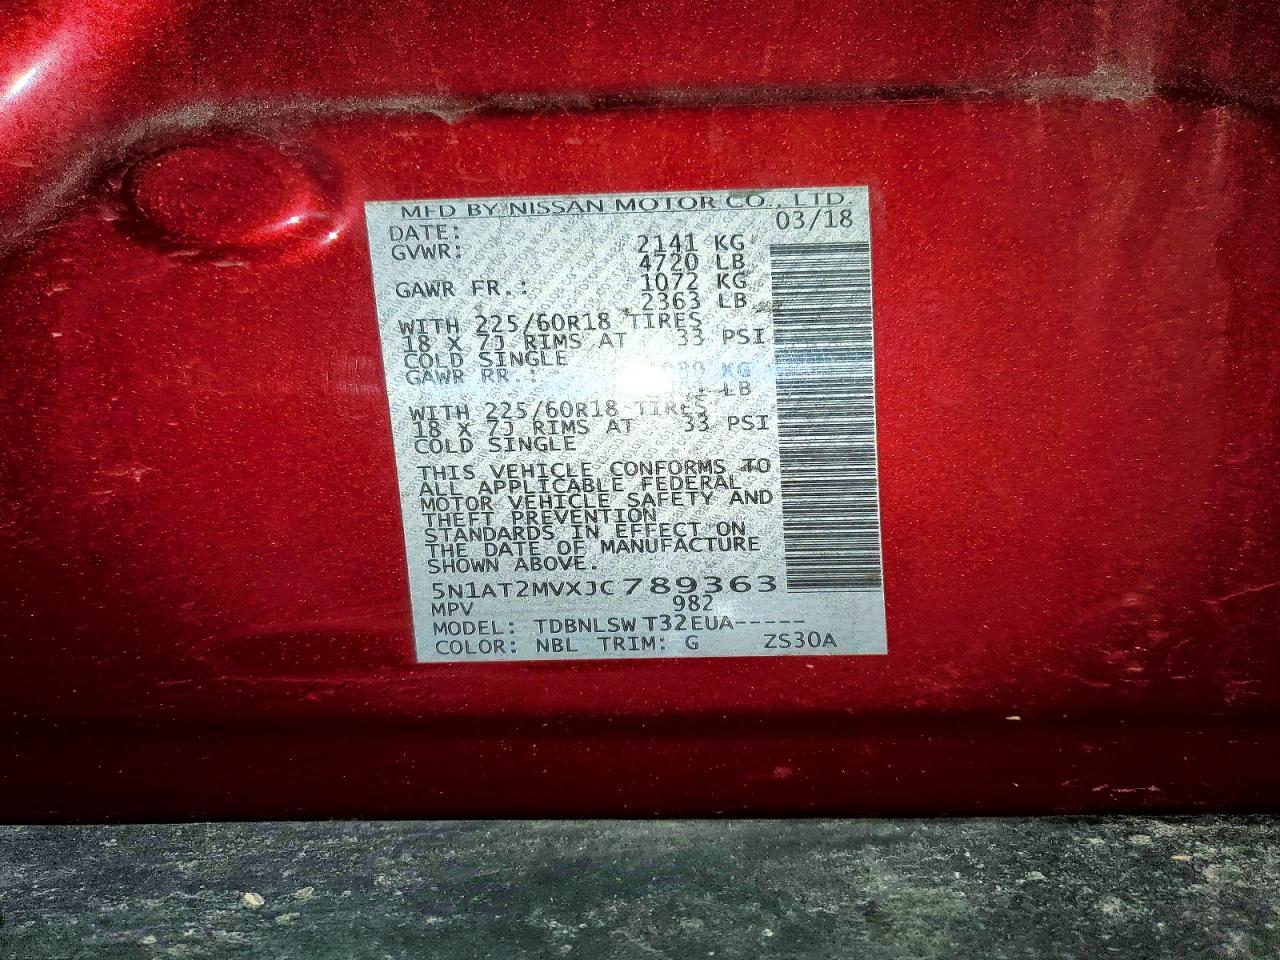 MFD BY NISSAN MOTOR CO., LTD.
DATE: 03/18
GVWR: 2141 KG
4720 LB
GAWR FR.: 1072 KG
2363 LB
WITH 225/60R18 TIRES
18 X 7J RIMS AT 33 PSI
COLD SINGLE
GAWR RR.: KG
LB
WITH 225/60R18 TIRES
18 X 7J RIMS AT 33 PSI
COLD SINGLE
THIS VEHICLE CONFORMS TO
ALL APPLICABLE FEDERAL
MOTOR VEHICLE SAFETY AND
THEFT PREVENTION
STANDARDS IN EFFECT ON
THE DATE OF MANUFACTURE
SHOWN ABOVE.
5N1AT2MVXJC789363
MPV 982
MODEL: TDBNLSW T32EUA-----
COLOR: NBL TRIM: G ZS30A